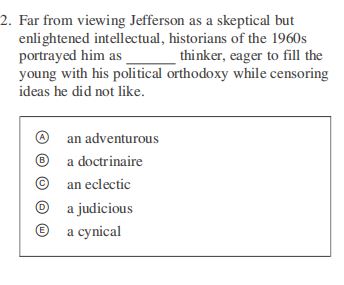 2. Far from viewing Jefferson as a skeptical but
enlightened intellectual, historians of the 1960s
portrayed him as _______ thinker, eager to fill the
young with his political orthodoxy while censoring
ideas he did not like.
A an adventurous
B a doctrinaire
C an eclectic
D a judicious
E a cynical